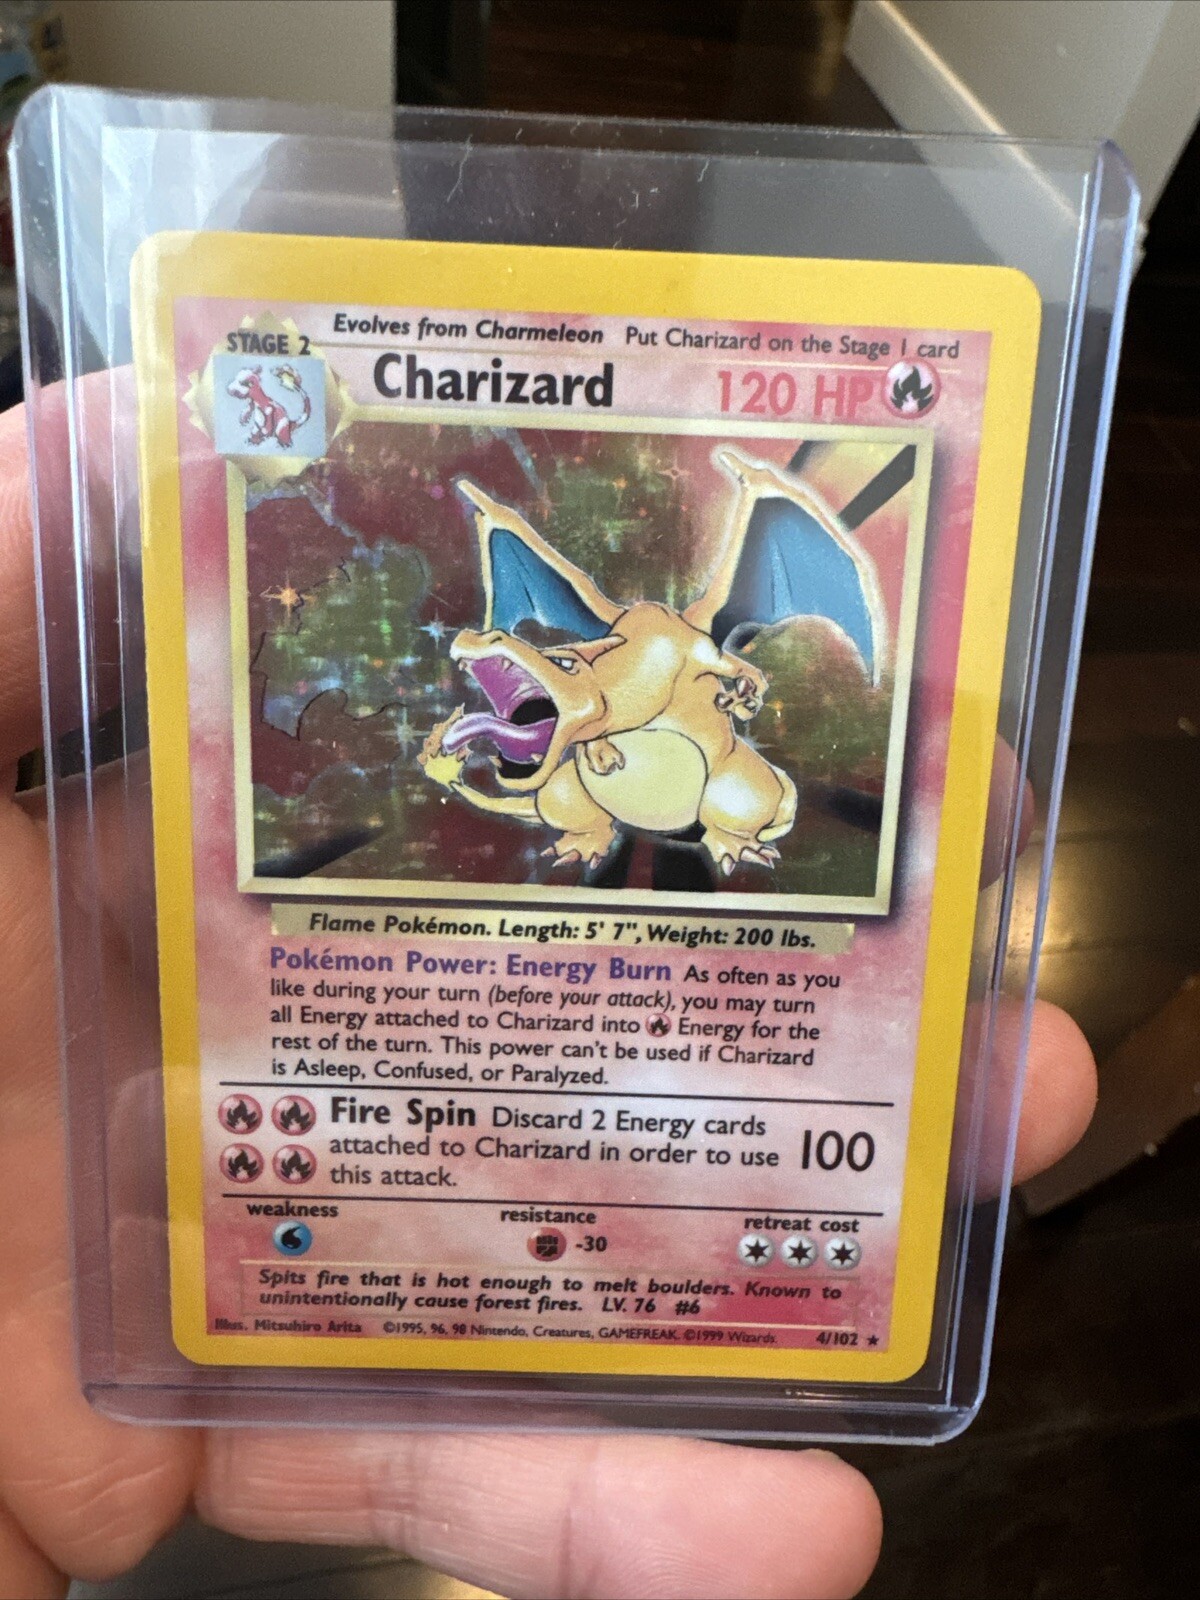 Evolves from Charmeleon Put Charizard on the Stage 1 card
STAGE 2
Charizard 120 HP
Flame Pokémon. Length: 5' 7", Weight: 200 lbs.
Pokémon Power: Energy Burn As often as you
like during your turn (before your attack), you may turn
all Energy attached to Charizard into Energy for the
rest of the turn. This power can't be used if Charizard
is Asleep, Confused, or Paralyzed.
Fire Spin Discard 2 Energy cards
attached to Charizard in order to use 100
this attack.
weakness resistance retreat cost
-30
Spits fire that is hot enough to melt boulders. Known to
unintentionally cause forest fires. LV. 76 #6
Illus. Mitsuhiro Arita ©1995, 96, 98 Nintendo, Creatures, GAMEFREAK. ©1999 Wizards. 4/102 ★